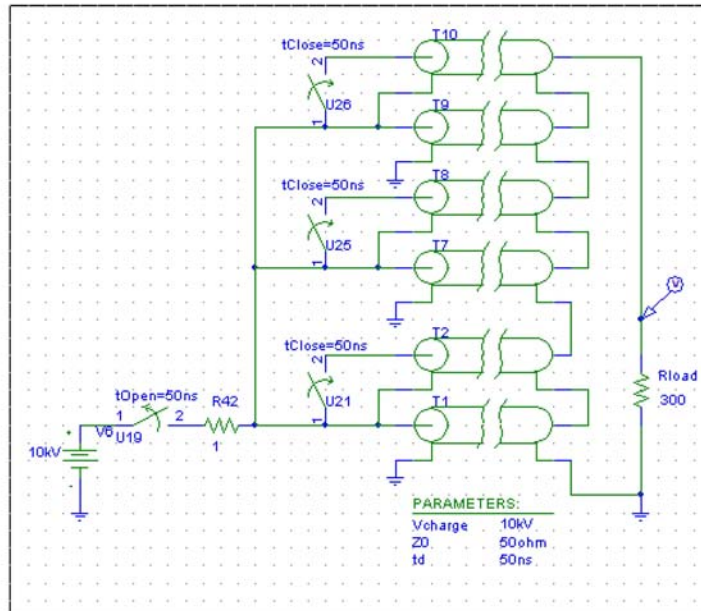 T10
tClose=50ns
2
U26
1
T9
T8
tClose=50ns
2
U25
1
T7
T2
tClose=50ns
2
U21
1
T1
tOpen=50ns
1
2
V6
U19
R42
1
+
10kV
-
V
Rload
300
PARAMETERS:
Vcharge 10kV
Z0 50ohm
td 50ns